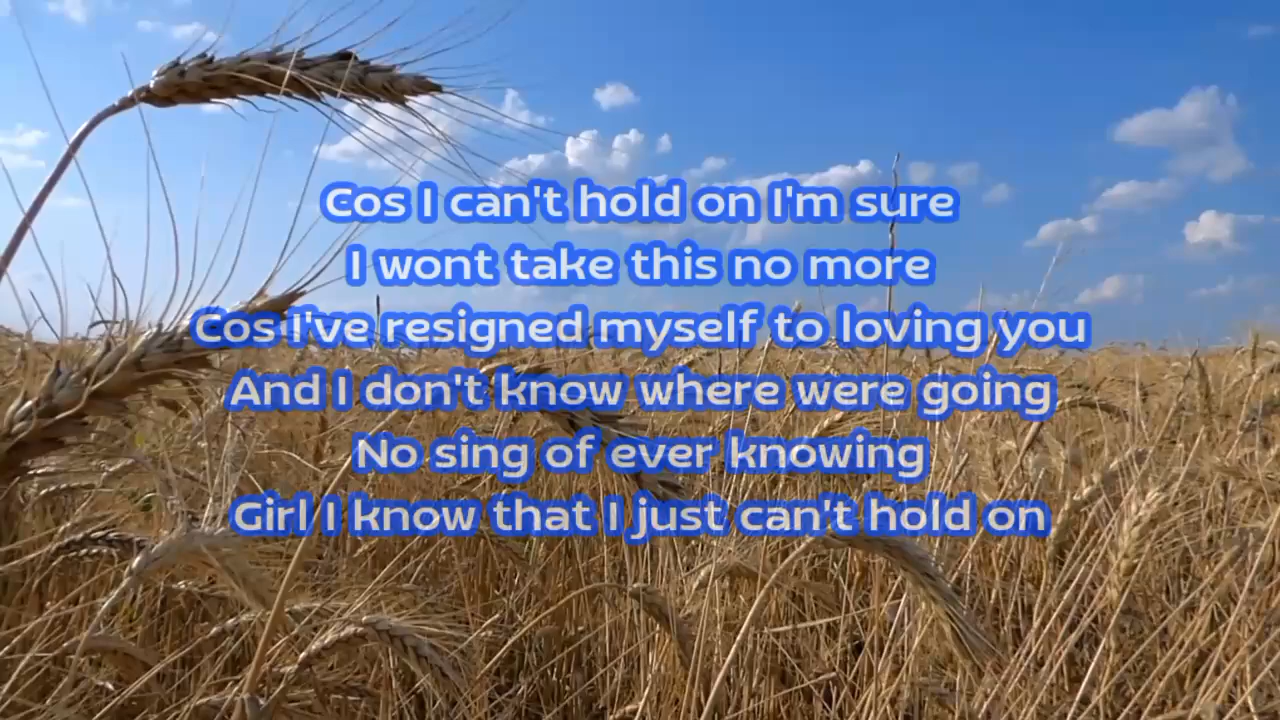 Cos I can't hold on I'm sure
I wont take this no more
Cos I've resigned myself to loving you
And I don't know where were going
No sing of ever knowing
Girl I know that I just can't hold on